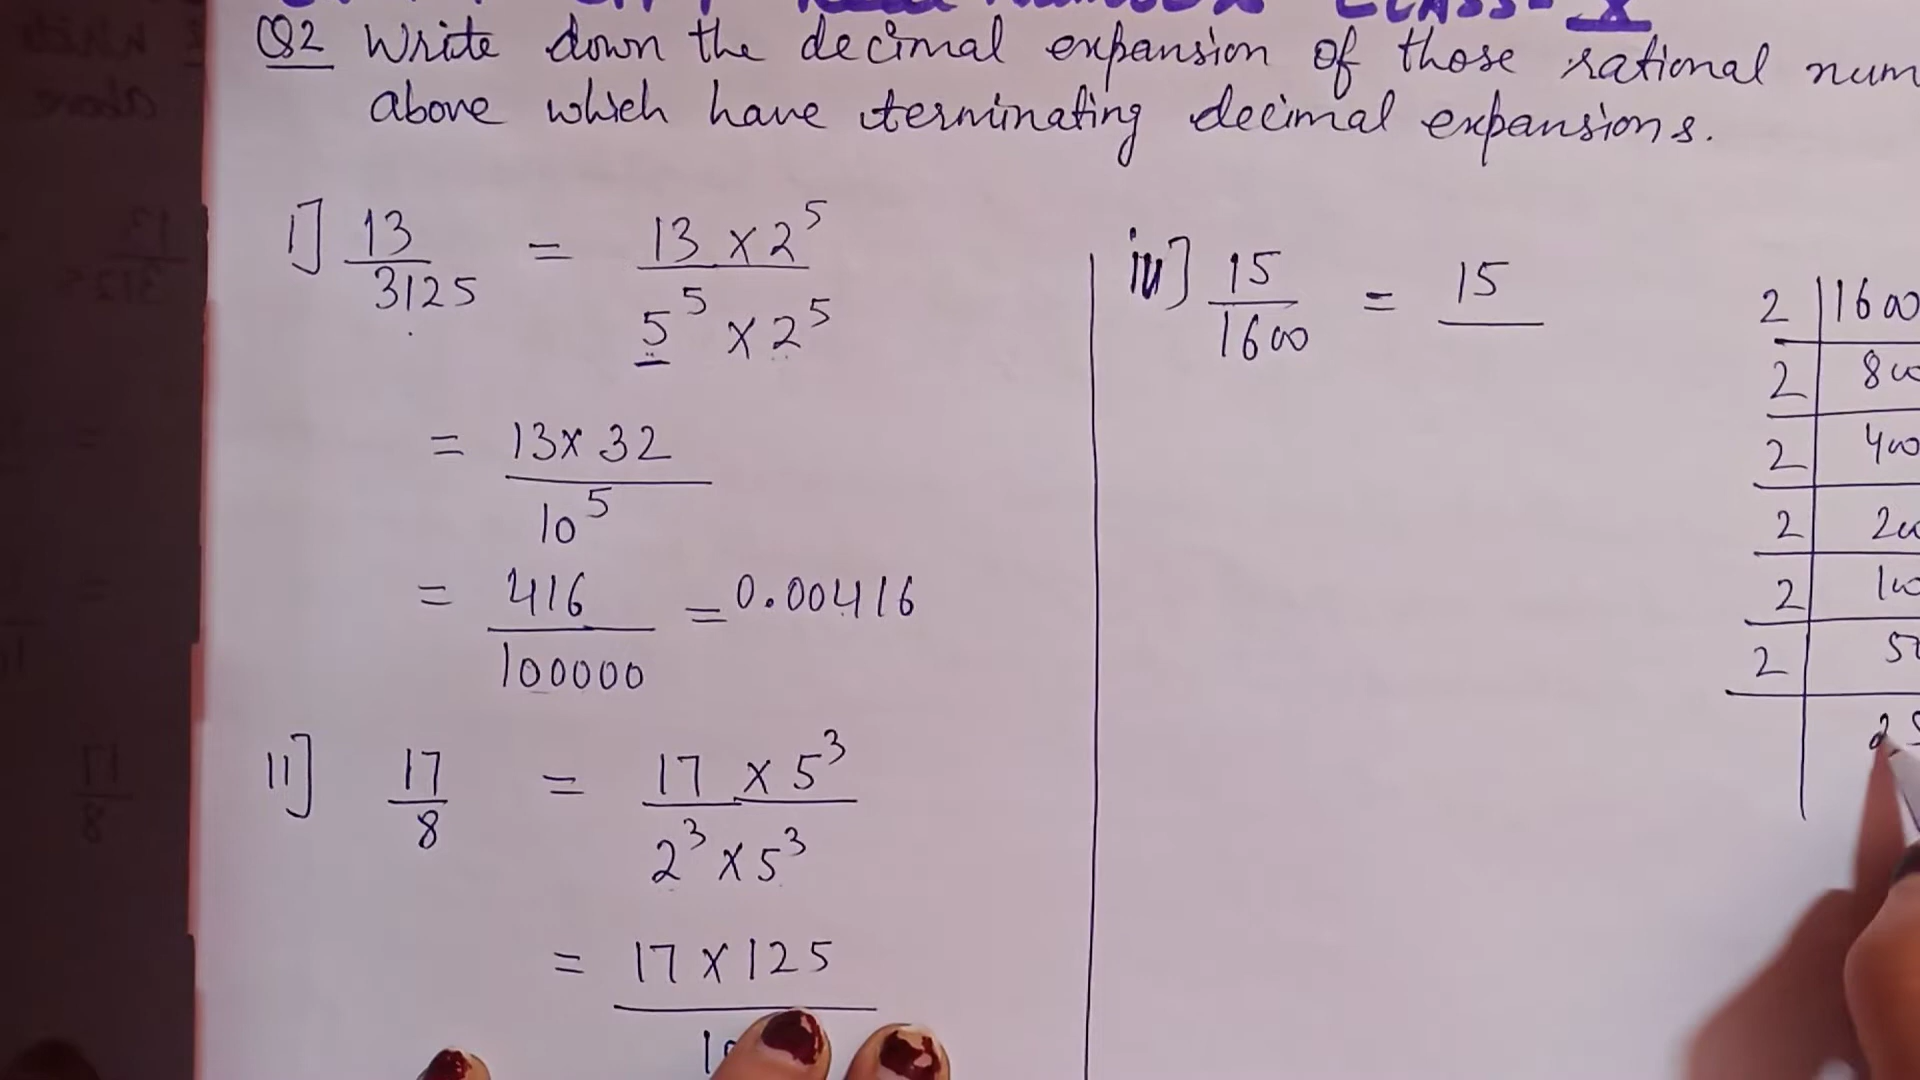 CLASS - X
Q2 Write down the decimal expansion of those rational num
above which have terminating decimal expansions.
I] 13/3125 = 13 × 2^5 / 5^5 × 2^5
= 13 × 32 / 10^5
= 416 / 100000 = 0.00416
II] 17/8 = 17 × 5^3 / 2^3 × 5^3
= 17 × 125
10
iv] 15/1600 = 15
2 | 1600
2 | 800
2 | 400
2 | 200
2 | 100
2 | 50
25